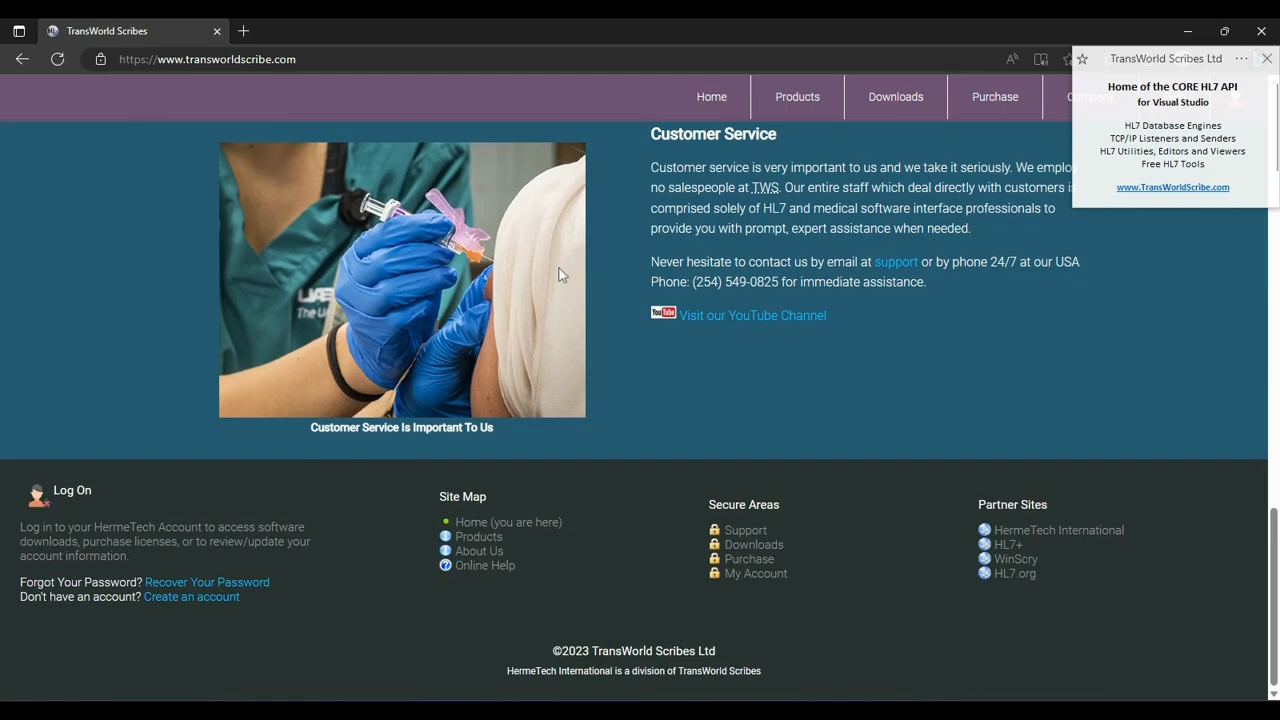 TransWorld Scribes
https://www.transworldscribe.com
TransWorld Scribes Ltd
Home of the CORE HL7 API
for Visual Studio
HL7 Database Engines
TCP/IP Listeners and Senders
HL7 Utilities, Editors and Viewers
Free HL7 Tools
www.TransWorldScribe.com
Home
Products
Downloads
Purchase
Company
Customer Service
Customer service is very important to us and we take it seriously. We emplo
no salespeople at TWS. Our entire staff which deal directly with customers is
comprised solely of HL7 and medical software interface professionals to
provide you with prompt, expert assistance when needed.
Never hesitate to contact us by email at support or by phone 24/7 at our USA
Phone: (254) 549-0825 for immediate assistance.
YouTube Visit our YouTube Channel
Customer Service Is Important To Us
Log On
Log in to your HermeTech Account to access software
downloads, purchase licenses, or to review/update your
account information.
Forgot Your Password? Recover Your Password
Don't have an account? Create an account
Site Map
Home (you are here)
Products
About Us
Online Help
Secure Areas
Support
Downloads
Purchase
My Account
Partner Sites
HermeTech International
HL7+
WinScry
HL7.org
©2023 TransWorld Scribes Ltd
HermeTech International is a division of TransWorld Scribes